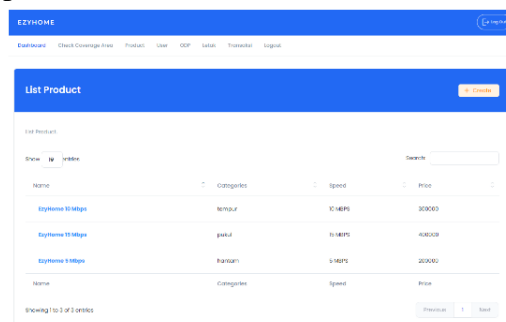 EZYHOME
Dashboard Check Coverage Area Product User ODP Transaksi Logout
List Product
+ Create
List Product
Show 10 entries
Search:
Name Categories Speed Price
EzyHome 10 Mbps tempur 10 MBPS 300000
EzyHome 15 Mbps pukul 15 MBPS 400000
EzyHome 5 Mbps hantam 5 MBPS 200000
Name Categories Speed Price
Showing 1 to 3 of 3 entries
Previous 1 Next